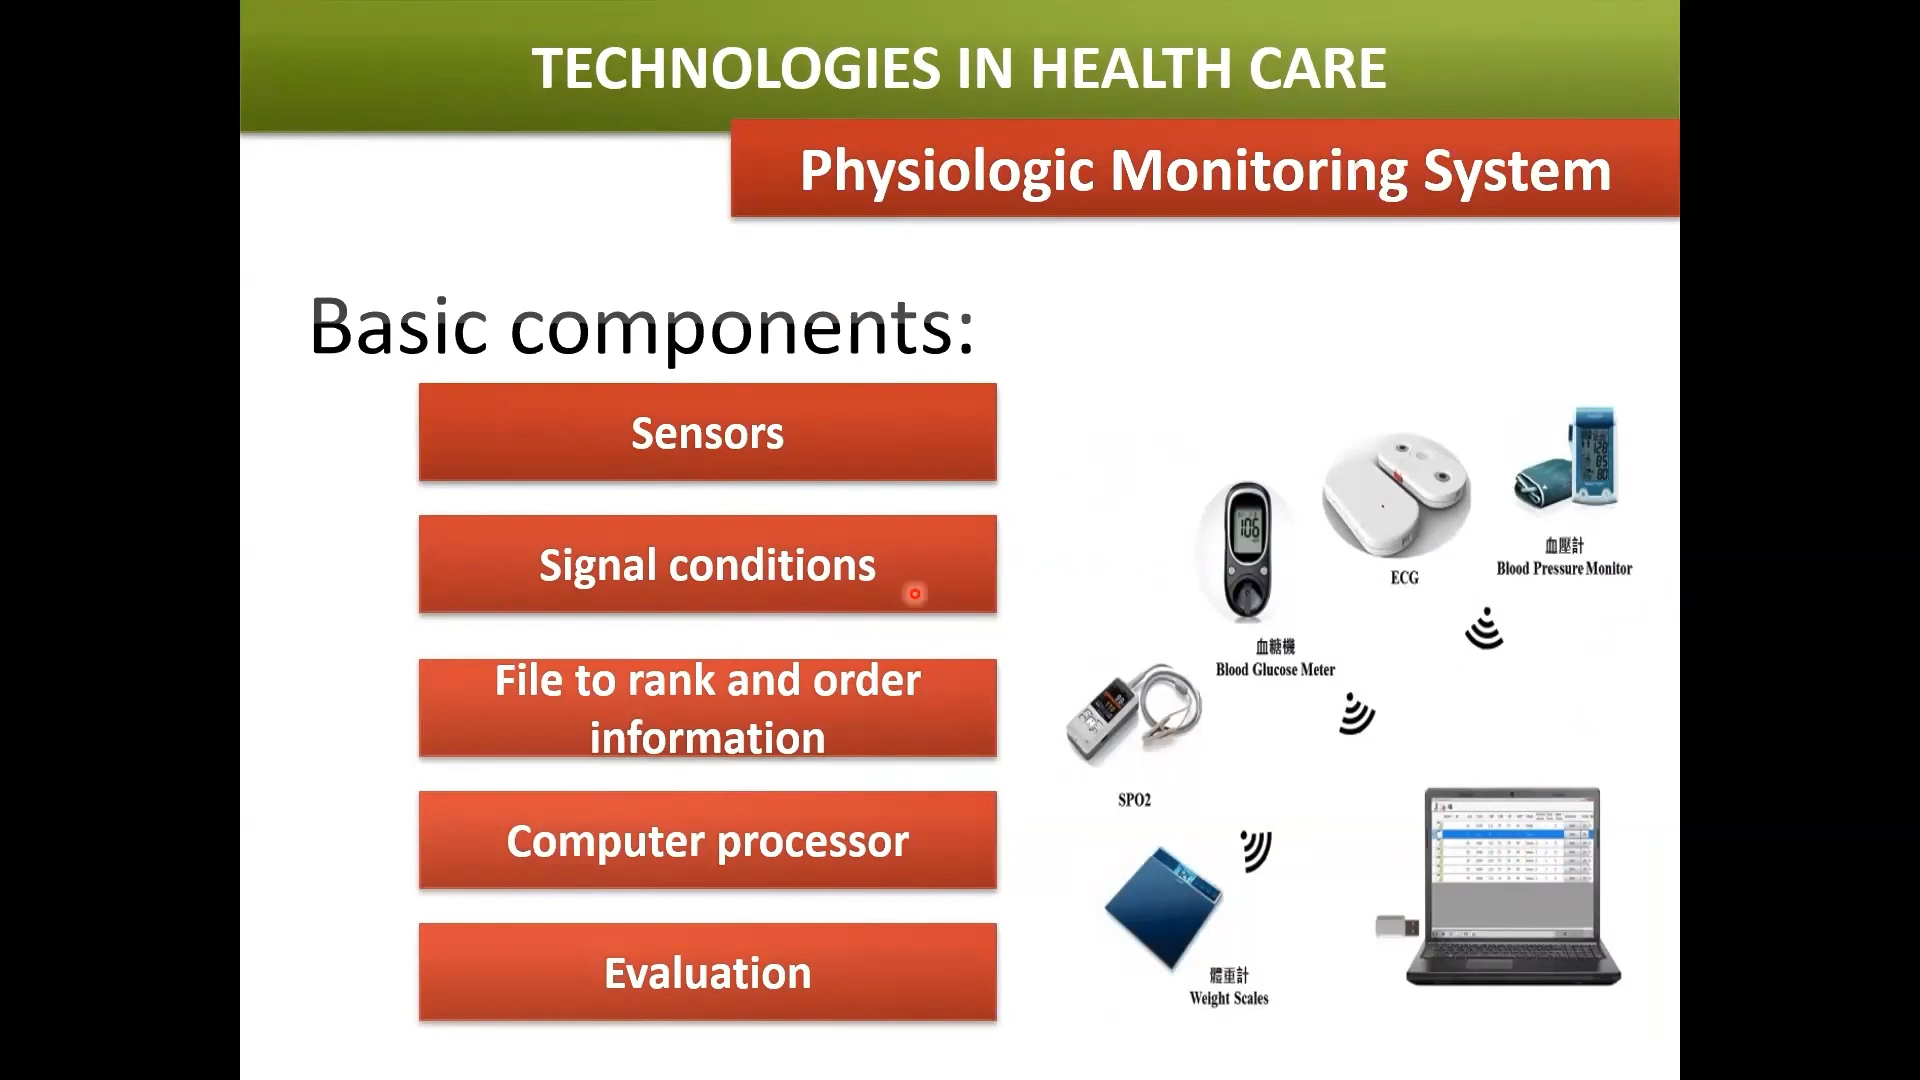 TECHNOLOGIES IN HEALTH CARE
Physiologic Monitoring System
Basic components:
Sensors
Signal conditions
File to rank and order
information
Computer processor
Evaluation
血壓計
Blood Pressure Monitor
ECG
106
血糖機
Blood Glucose Meter
SPO2
體重計
Weight Scales